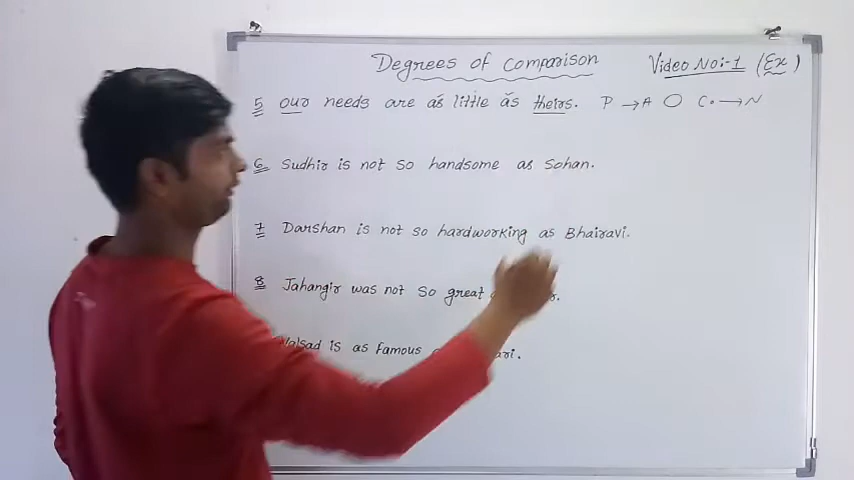 Degrees of Comparison Video No:-1 (Ex)
5 our needs are as little as theirs. P → A O C. → N
6 Sudhir is not so handsome as Sohan.
7 Darshan is not so hardworking as Bhairavi.
8 Jahangir was not so great
Valsad is as famous